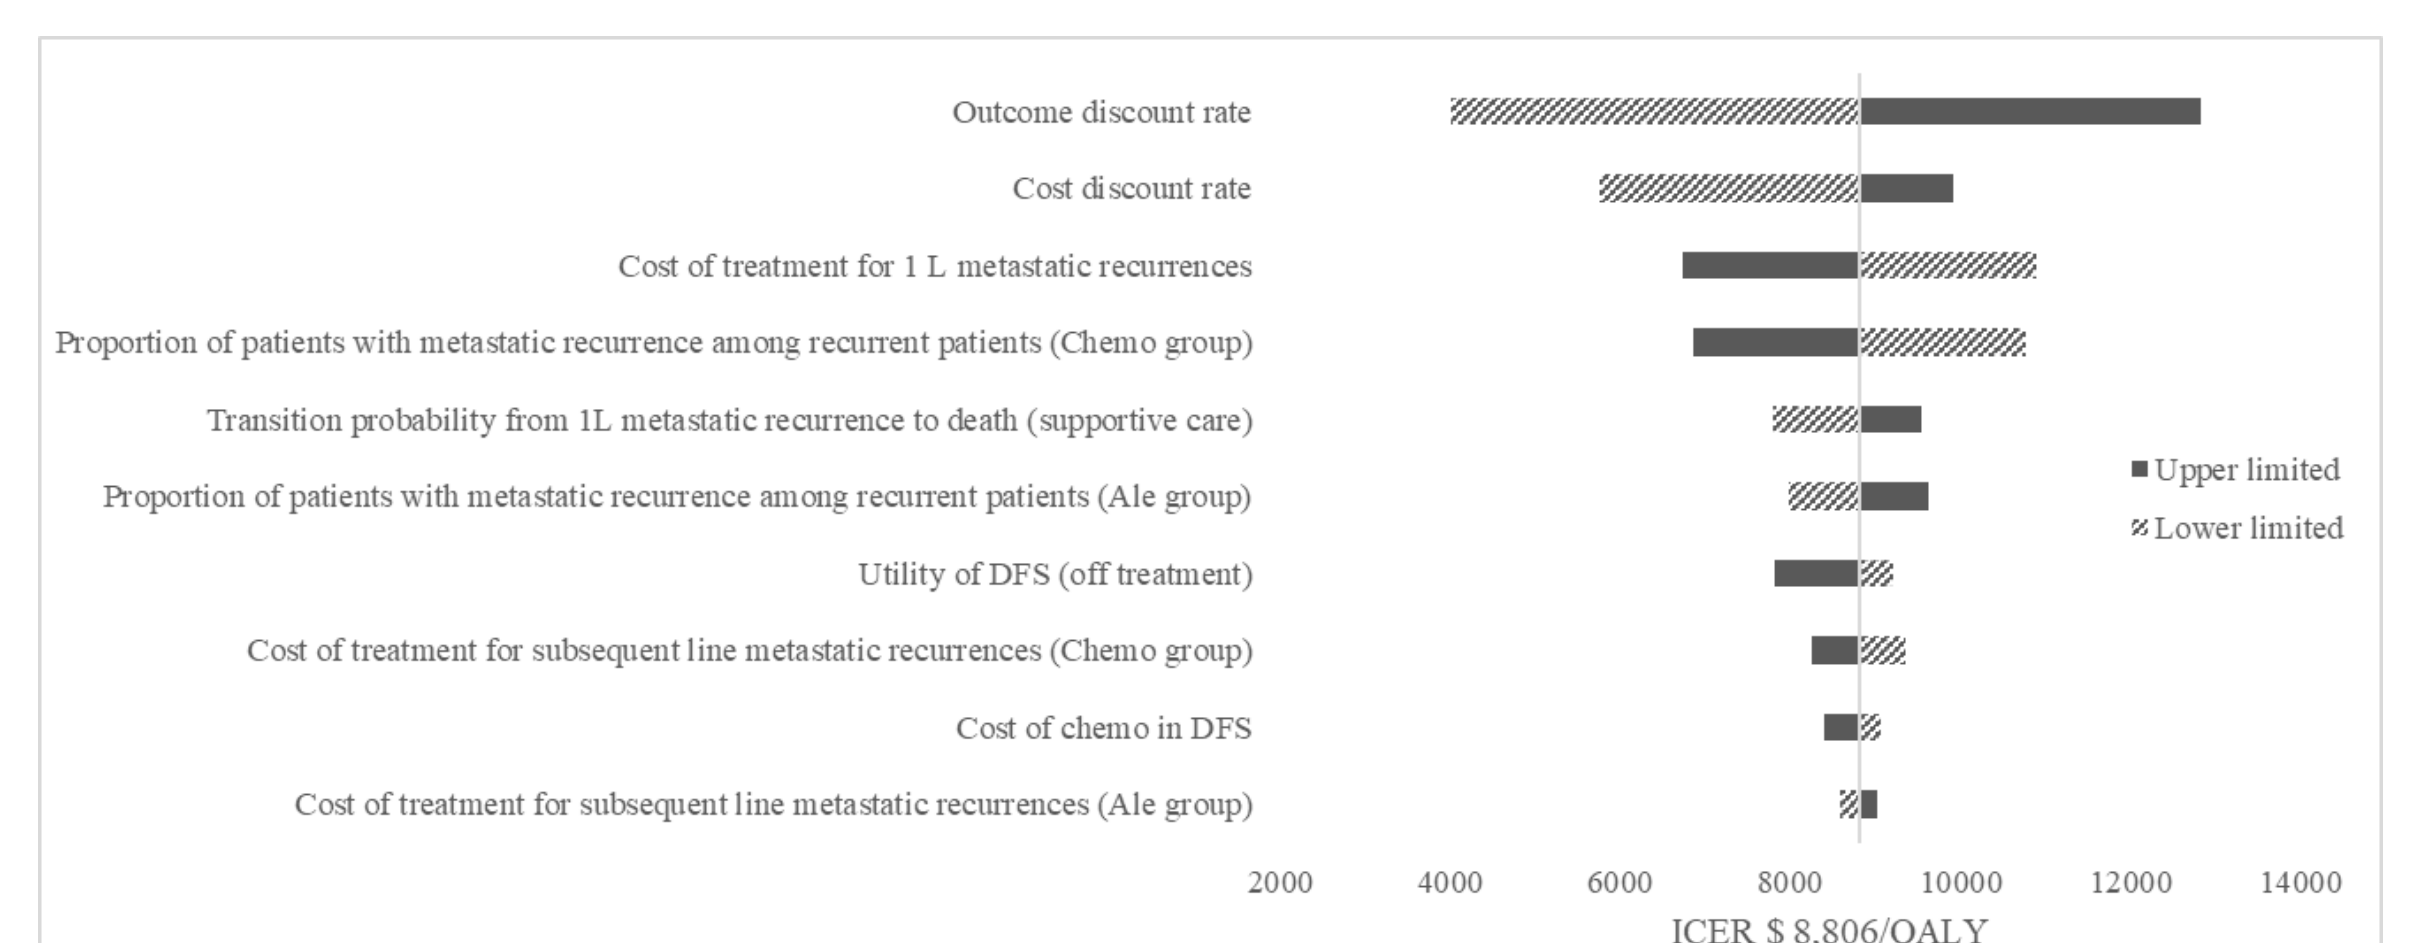 Outcome discount rate
Cost discount rate
Cost of treatment for 1 L metastatic recurrences
Proportion of patients with metastatic recurrence among recurrent patients (Chemo group)
Transition probability from 1L metastatic recurrence to death (supportive care)
Proportion of patients with metastatic recurrence among recurrent patients (Ale group)
Utility of DFS (off treatment)
Cost of treatment for subsequent line metastatic recurrences (Chemo group)
Cost of chemo in DFS
Cost of treatment for subsequent line metastatic recurrences (Ale group)
Upper limited
Lower limited
2000 4000 6000 8000 10000 12000 14000
ICER $ 8,806/QALY